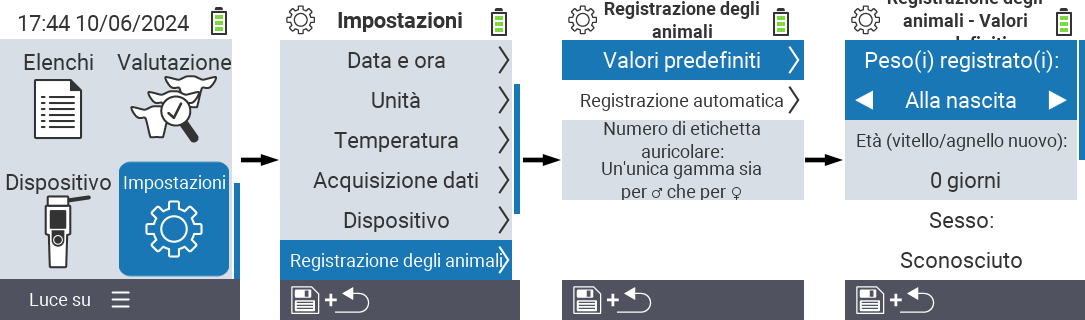 17:44 10/06/2024
Elenchi
Valutazione
Dispositivo
Impostazioni
Luce su
Impostazioni
Data e ora
Unità
Temperatura
Acquisizione dati
Dispositivo
Registrazione degli animali
Registrazione degli
animali
Valori predefiniti
Registrazione automatica
Numero di etichetta
auricolare:
Un'unica gamma sia
per ♂ che per ♀
Registrazione degli
animali - Valori
Peso(i) registrato(i):
Alla nascita
Età (vitello/agnello nuovo):
0 giorni
Sesso:
Sconosciuto